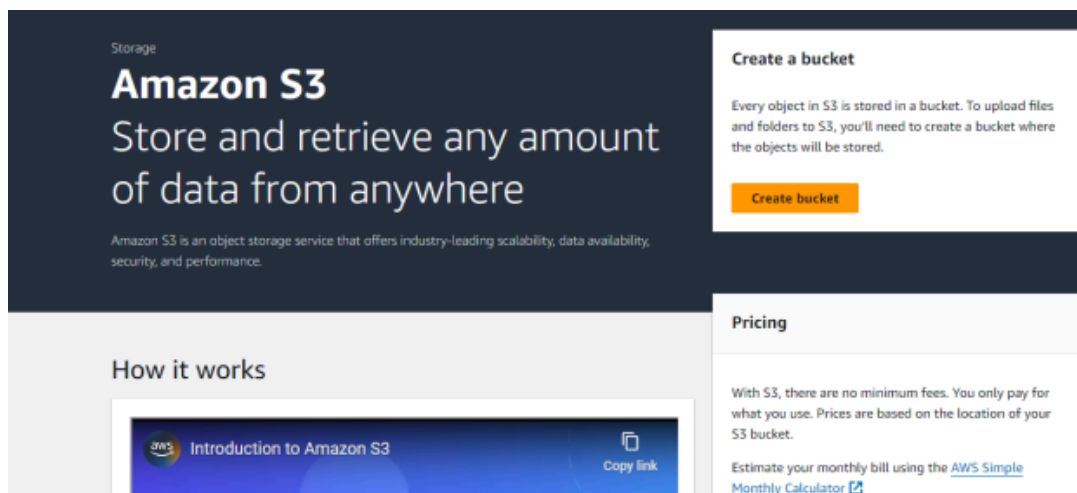 Storage
Amazon S3
Store and retrieve any amount
of data from anywhere
Amazon S3 is an object storage service that offers industry-leading scalability, data availability,
security, and performance.
Create a bucket
Every object in S3 is stored in a bucket. To upload files
and folders to S3, you'll need to create a bucket where
the objects will be stored.
Create bucket
How it works
aws
Introduction to Amazon S3
Copy link
Pricing
With S3, there are no minimum fees. You only pay for
what you use. Prices are based on the location of your
S3 bucket.
Estimate your monthly bill using the AWS Simple
Monthly Calculator